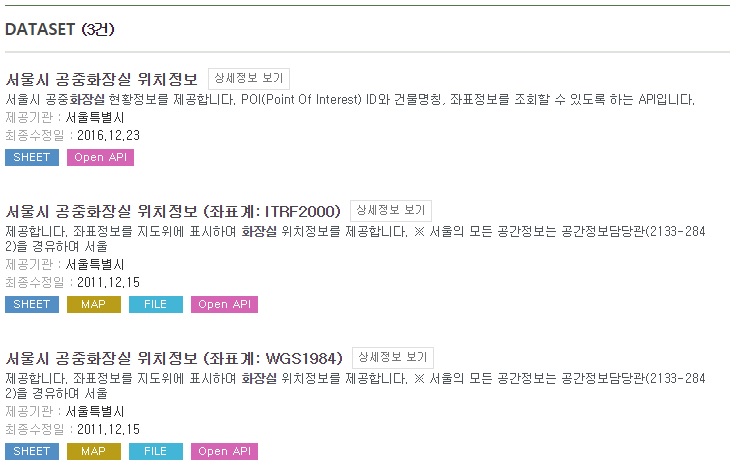 DATASET (3건)
서울시 공중화장실 위치정보 상세정보 보기
서울시 공중화장실 현황정보를 제공합니다. POI(Point Of Interest) ID와 건물명칭, 좌표정보를 조회할 수 있도록 하는 API입니다.
제공기관 : 서울특별시
최종수정일 : 2016.12.23
SHEET Open API
서울시 공중화장실 위치정보 (좌표계: ITRF2000) 상세정보 보기
제공합니다. 좌표정보를 지도위에 표시하여 화장실 위치정보를 제공합니다. ※ 서울의 모든 공간정보는 공간정보담당관(2133-284
2)을 경유하여 서울
제공기관 : 서울특별시
최종수정일 : 2011.12.15
SHEET MAP FILE Open API
서울시 공중화장실 위치정보 (좌표계: WGS1984) 상세정보 보기
제공합니다. 좌표정보를 지도위에 표시하여 화장실 위치정보를 제공합니다. ※ 서울의 모든 공간정보는 공간정보담당관(2133-284
2)을 경유하여 서울
제공기관 : 서울특별시
최종수정일 : 2011.12.15
SHEET MAP FILE Open API